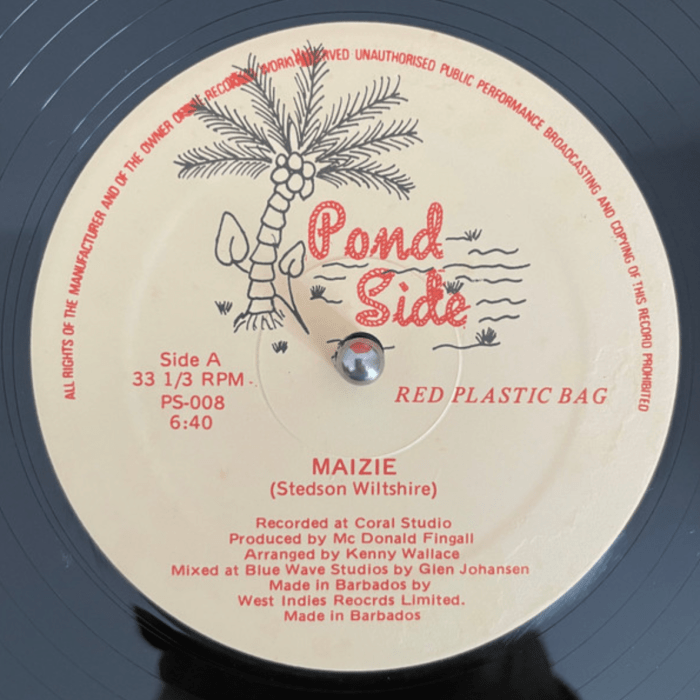 ALL RIGHTS OF THE MANUFACTURER AND OF THE OWNER OF THE RECORDED WORK RESERVED UNAUTHORISED PUBLIC PERFORMANCE BROADCASTING AND COPYING OF THIS RECORD PROHIBITED
Pond
Side
Side A
33 1/3 RPM
PS-008
6:40
RED PLASTIC BAG
MAIZIE
(Stedson Wiltshire)
Recorded at Coral Studio
Produced by Mc Donald Fingall
Arranged by Kenny Wallace
Mixed at Blue Wave Studios by Glen Johansen
Made in Barbados by
West Indies Reocrds Limited.
Made in Barbados